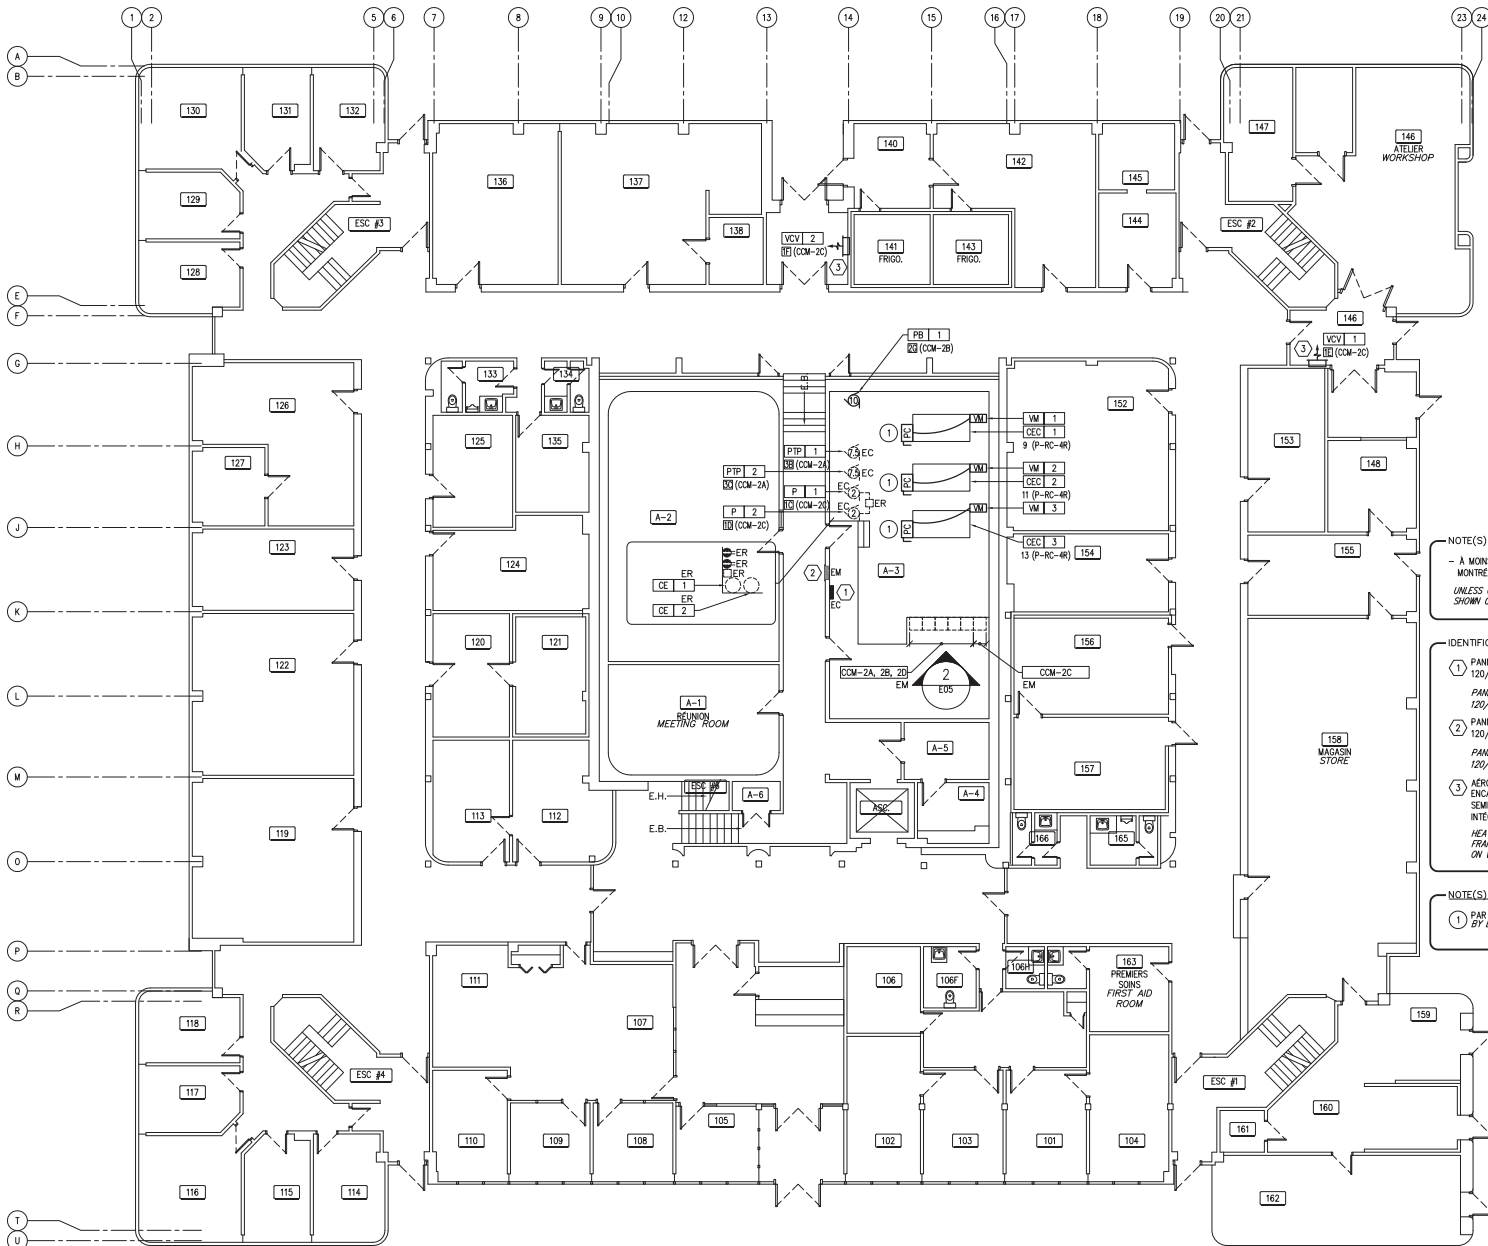 1 2 5 6 7 8 9 10 12 13 14 15 16 17 18 19 20 21 23 24
A
B
E
F
G
H
J
K
L
M
O
P
Q
R
T
U
130
131
132
129
128
ESC #3
136
137
138
140
142
145
144
141
FRIGO.
143
FRIGO.
VCV 2
1F (CCM-2C)
3
147
146
ATELIER
WORKSHOP
ESC #2
146
VCV 1
3
1E (CCM-2C)
126
127
123
122
119
133
134
125
135
124
120
121
113
112
E.B.
PB 1
2G (CCM-2B)
10
PTP 1
3B (CCM-2A)
7.5 EC
PTP 2
3G (CCM-2A)
7.5 EC
P 1
1C (CCM-2C)
EC 2
P 2
1D (CCM-2C)
EC 2
ER
1 PC
VM
VM 1
CEC 1
9 (P-RC-4R)
1 PC
VM
VM 2
CEC 2
11 (P-RC-4R)
1 PC
VM
VM 3
CEC 3
13 (P-RC-4R)
A-2
ER
ER
ER
ER
CE 1
ER
CE 2
A-3
2 EM
1
EC
CCM-2A, 2B, 2D
EM
CCM-2C
EM
2
E05
A-1
RÉUNION
MEETING ROOM
A-5
A-4
A-6
ASC.
ESC #6
E.H.
E.B.
152
154
156
157
166
165
153
148
155
158
MAGASIN
STORE
NOTE(S)
- À MOINS
MONTRÉ
UNLESS
SHOWN
IDENTIFIC
1 PANN
120/
PAN
120/
2 PANN
120/
PAN
120/
3 AÉRO
ENCA
SEMI
INTÉG
HEA
FRAM
ON
NOTE(S)
1 PAR
BY
111
107
106
106F
106H
163
PREMIERS
SOINS
FIRST AID
ROOM
118
117
ESC #4
116
115
114
110
109
108
105
102
103
101
104
ESC #1
159
160
161
162